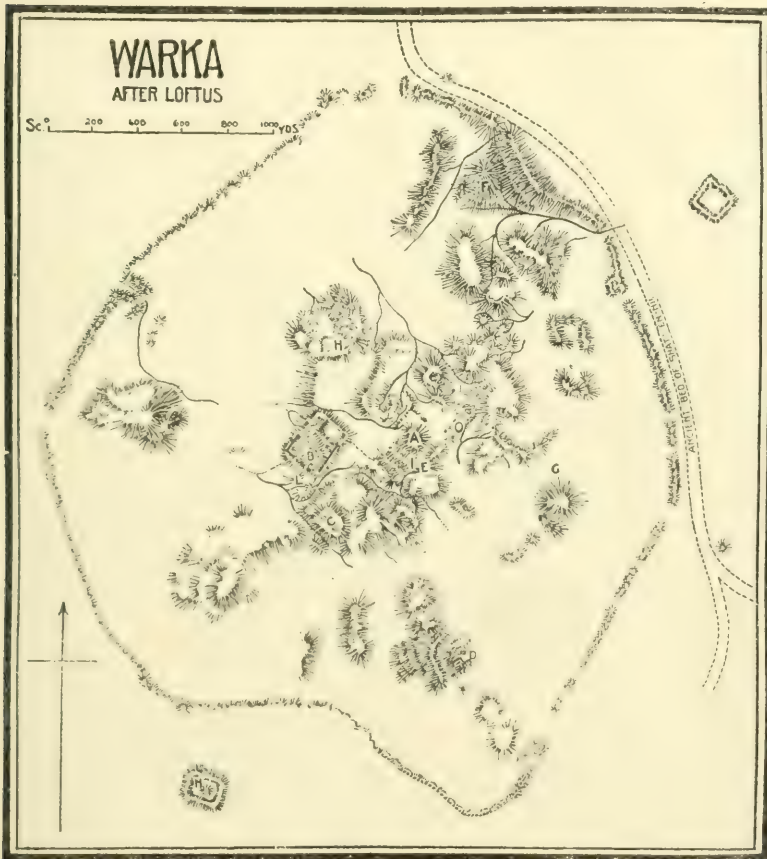 WARKA
AFTER LOFTUS
Sc. 0 200 400 600 800 1000 YDS.
F
H
A
B
E
G
C
D
ANCIENT BED OF SHAT-EN-NIL